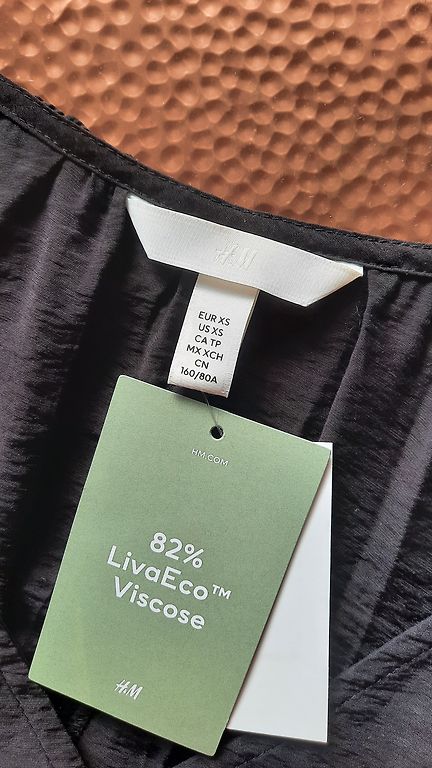 H&M
EUR XS
US XS
CA TP
MX XCH
CN
160/80A
HM.COM
82%
LivaEco™
Viscose
H&M